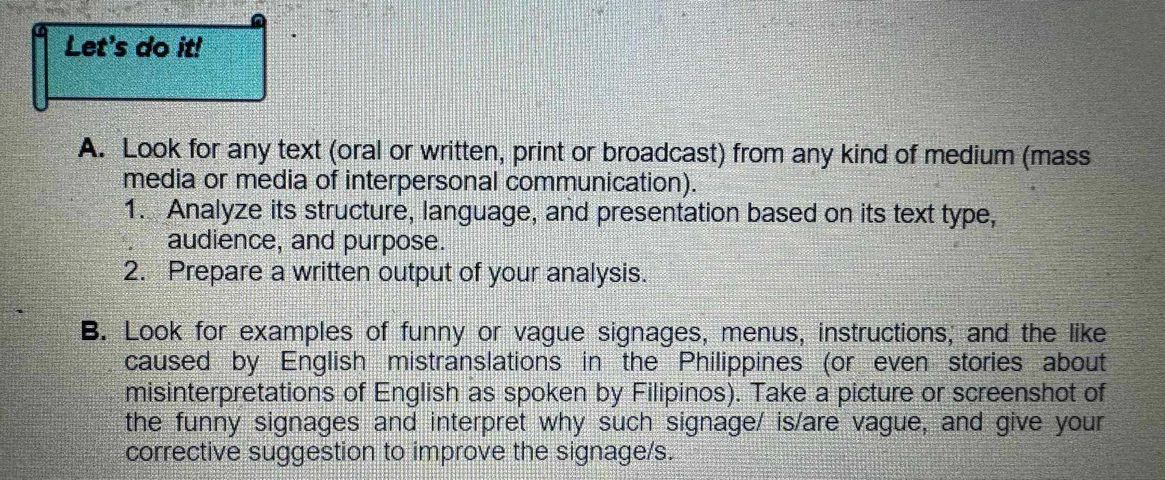 Let's do it!
A. Look for any text (oral or written, print or broadcast) from any kind of medium (mass
media or media of interpersonal communication).
1. Analyze its structure, language, and presentation based on its text type,
audience, and purpose.
2. Prepare a written output of your analysis.
B. Look for examples of funny or vague signages, menus, instructions, and the like
caused by English mistranslations in the Philippines (or even stories about
misinterpretations of English as spoken by Filipinos). Take a picture or screenshot of
the funny signages and interpret why such signage/ is/are vague, and give your
corrective suggestion to improve the signage/s.